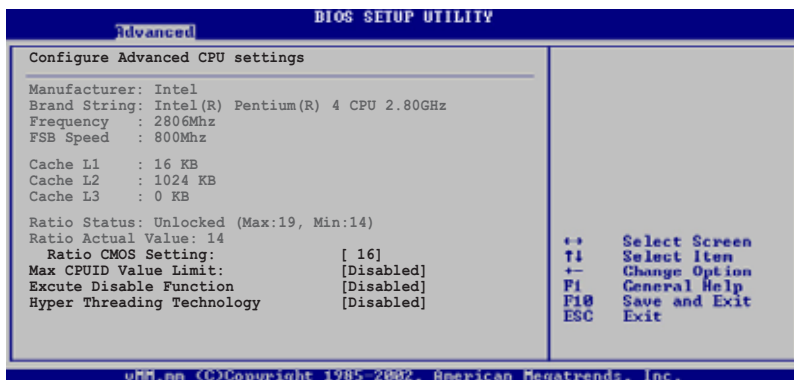 BIOS SETUP UTILITY
Advanced
Configure Advanced CPU settings
Manufacturer: Intel
Brand String: Intel(R) Pentium(R) 4 CPU 2.80GHz
Frequency : 2806Mhz
FSB Speed : 800Mhz
Cache L1 : 16 KB
Cache L2 : 1024 KB
Cache L3 : 0 KB
Ratio Status: Unlocked (Max:19, Min:14)
Ratio Actual Value: 14
Ratio CMOS Setting: [ 16]
Max CPUID Value Limit: [Disabled]
Excute Disable Function [Disabled]
Hyper Threading Technology [Disabled]
↔ Select Screen
↑↓ Select Item
+- Change Option
F1 General Help
F10 Save and Exit
ESC Exit
vMM.nn (C)Copyright 1985-2002, American Megatrends, Inc.